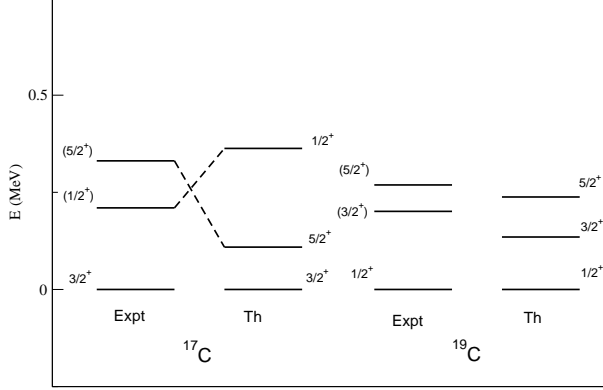 0.5
0
E (MeV)
(5/2⁺)
(1/2⁺)
3/2⁺
1/2⁺
5/2⁺
3/2⁺
Expt
Th
¹⁷C
(5/2⁺)
(3/2⁺)
1/2⁺
5/2⁺
3/2⁺
1/2⁺
Expt
Th
¹⁹C